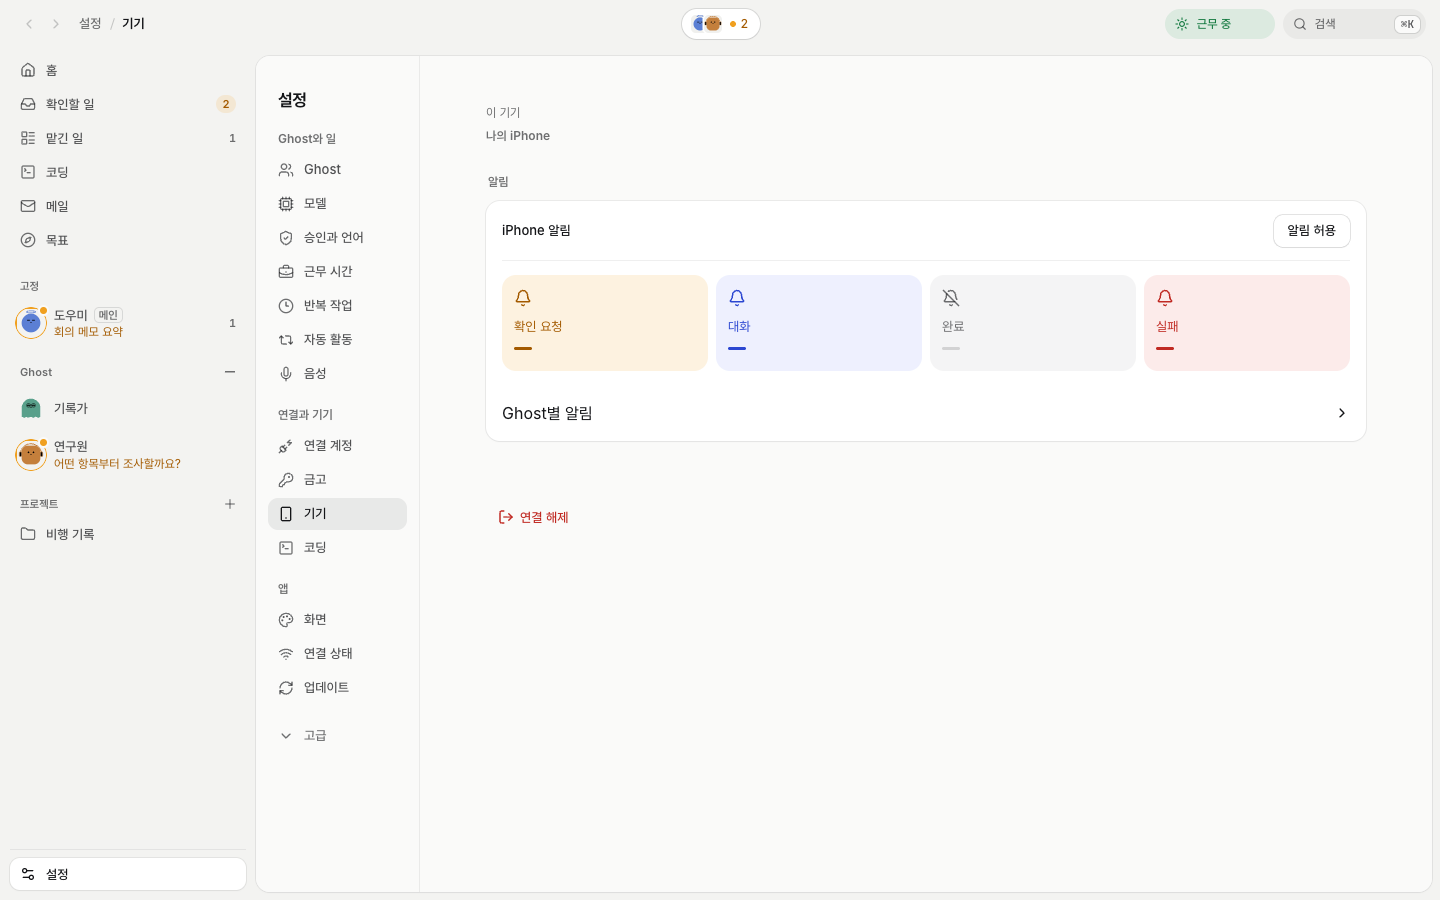 설정 / 기기
2
근무 중
검색
⌘K
홈
확인할 일
2
맡긴 일
1
코딩
메일
목표
고정
도우미 메인
회의 메모 요약
1
Ghost
기록가
연구원
어떤 항목부터 조사할까요?
프로젝트
비행 기록
설정
설정
Ghost와 일
Ghost
모델
승인과 언어
근무 시간
반복 작업
자동 활동
음성
연결과 기기
연결 계정
금고
기기
코딩
앱
화면
연결 상태
업데이트
고급
이 기기
나의 iPhone
알림
iPhone 알림
알림 허용
확인 요청
대화
완료
실패
Ghost별 알림
연결 해제